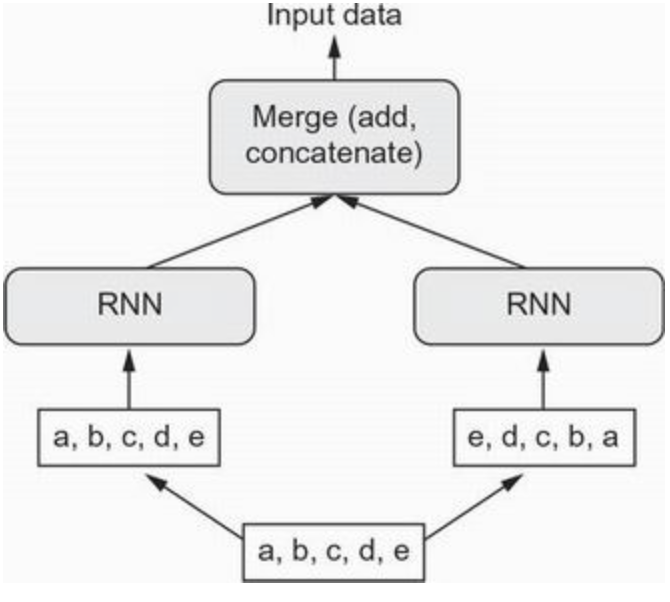 Input data
Merge (add,
concatenate)
RNN
RNN
a, b, c, d, e
e, d, c, b, a
a, b, c, d, e